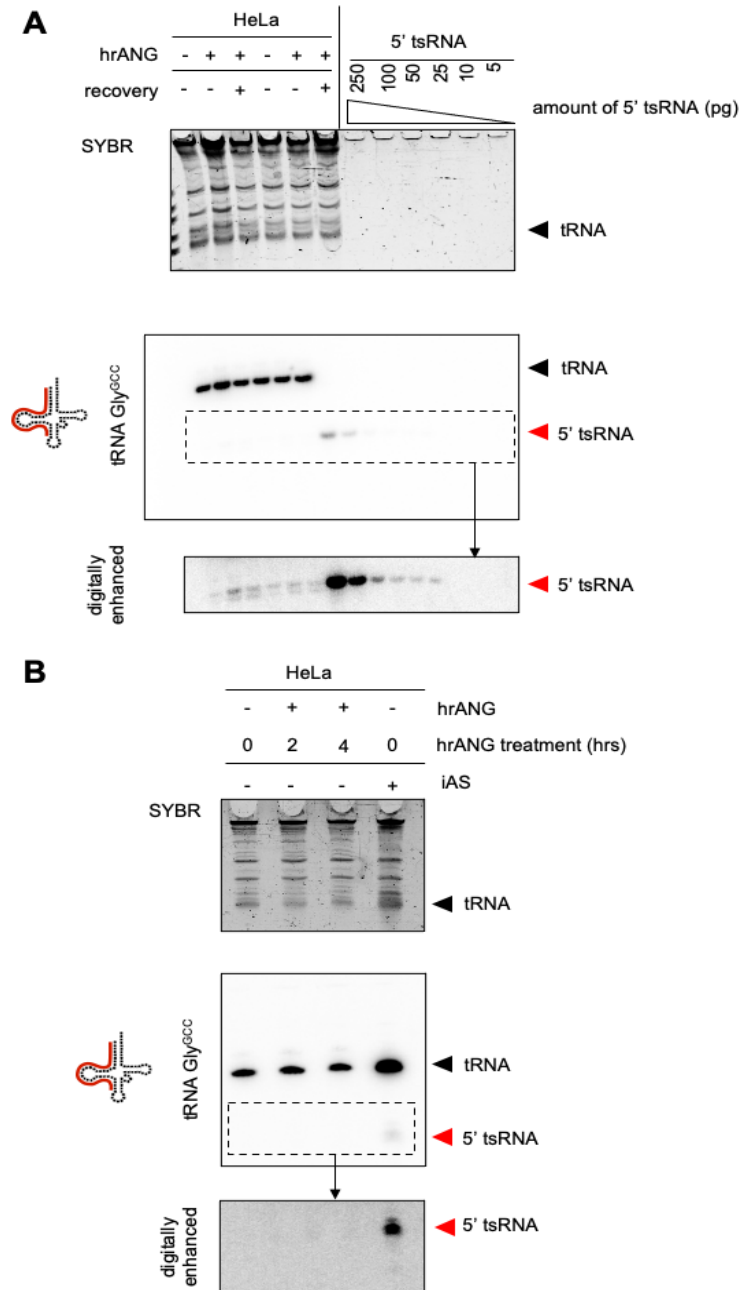 A
HeLa
5' tsRNA
hrANG - + + - + +
250 100 50 25 10 5
recovery - - + - - +
amount of 5' tsRNA (pg)
SYBR
tRNA
tRNA Gly^GCC
tRNA
5' tsRNA
digitally
enhanced
5' tsRNA
B
HeLa
- + + - hrANG
0 2 4 0 hrANG treatment (hrs)
- - - + iAS
SYBR
tRNA
tRNA Gly^GCC
tRNA
5' tsRNA
digitally
enhanced
5' tsRNA